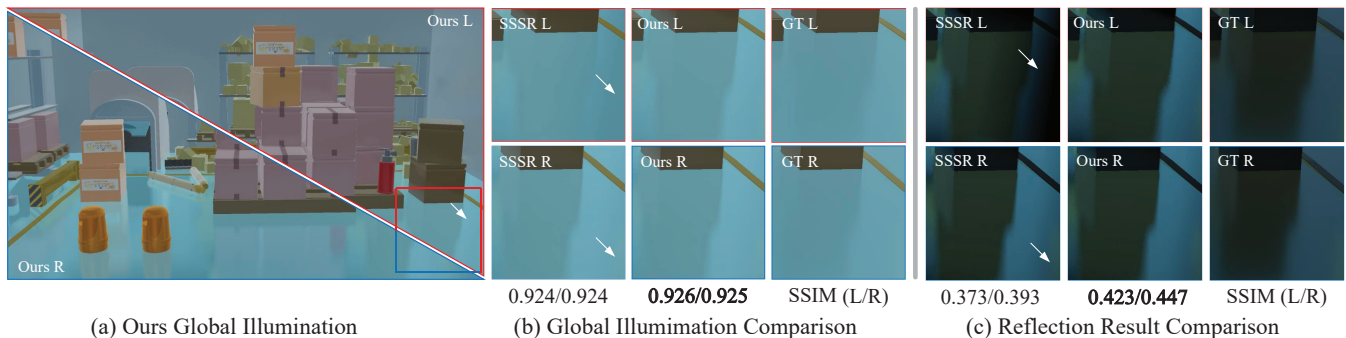 Ours L
Ours R
SSSR L
Ours L
GT L
SSSR R
Ours R
GT R
0.924/0.924
0.926/0.925
SSIM (L/R)
SSSR L
Ours L
GT L
SSSR R
Ours R
GT R
0.373/0.393
0.423/0.447
SSIM (L/R)
(a) Ours Global Illumination
(b) Global Illumimation Comparison
(c) Reflection Result Comparison